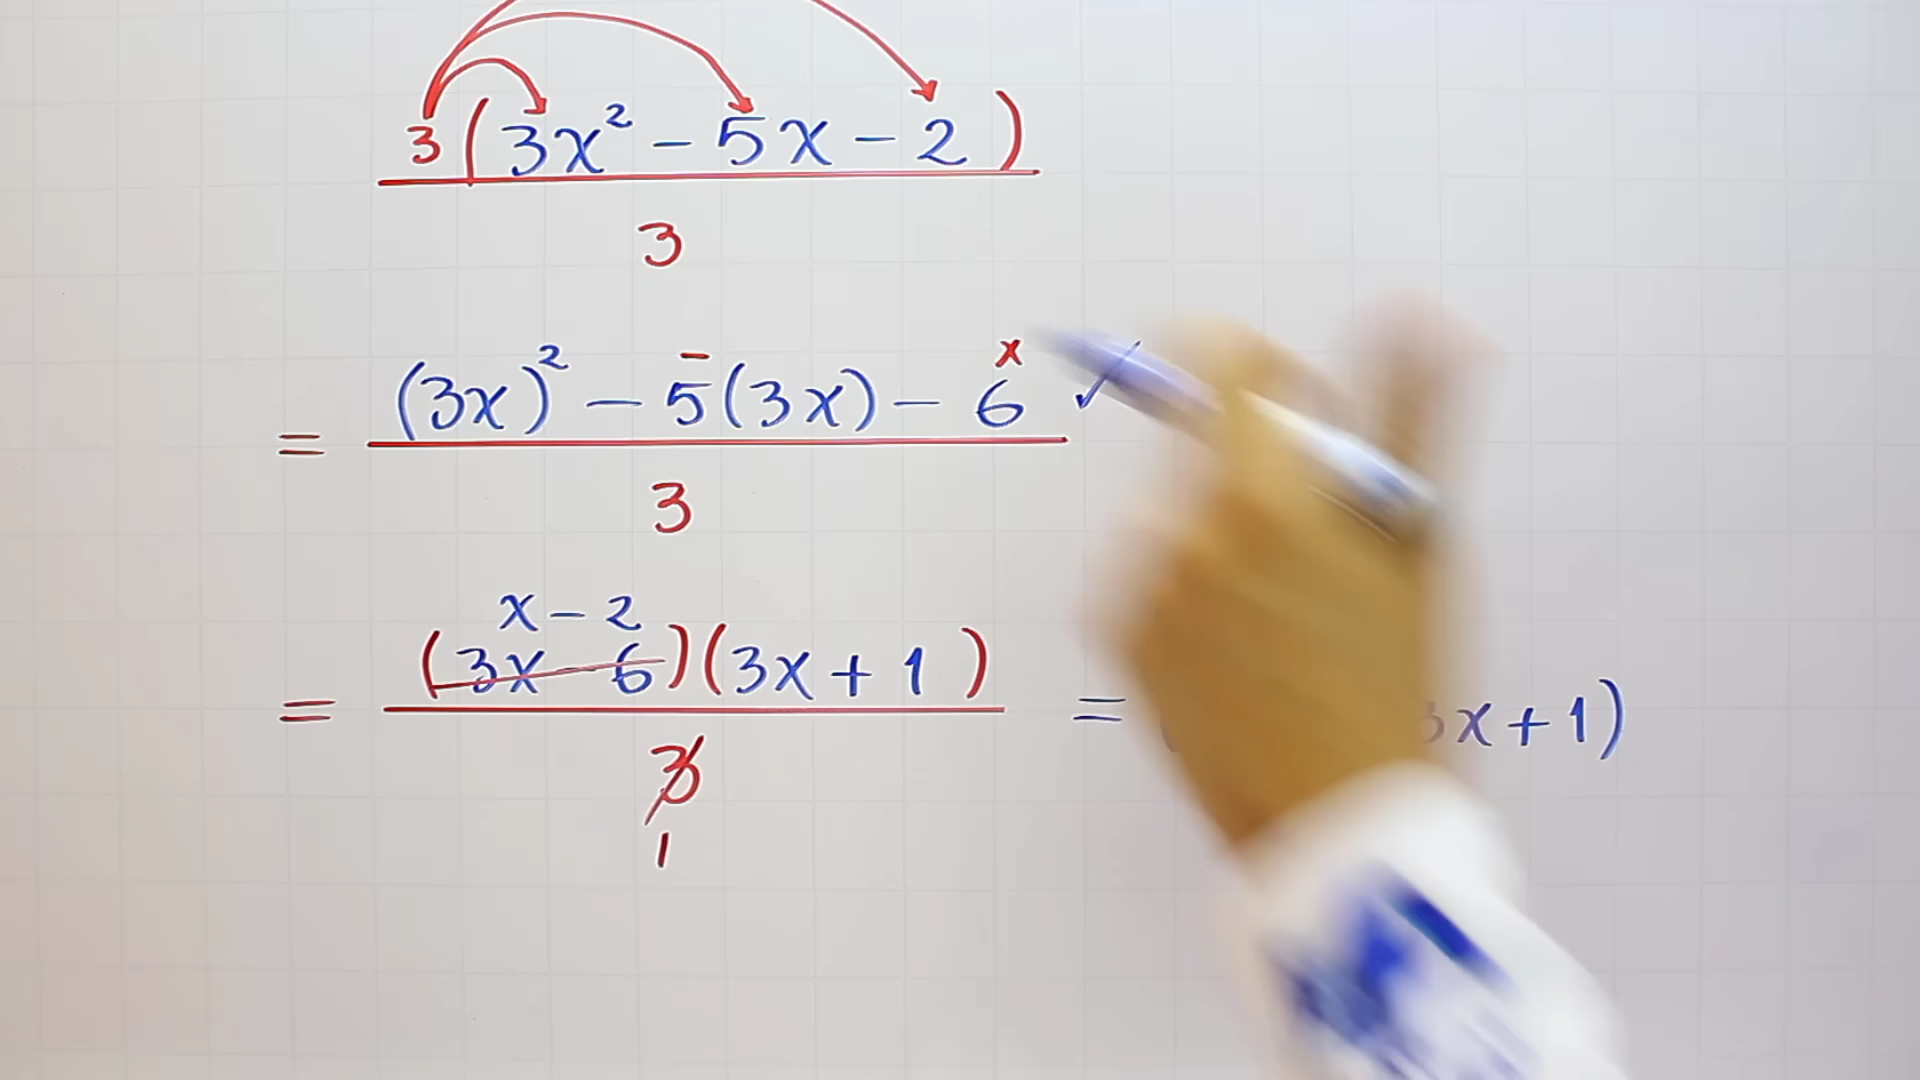 3(3x² - 5x - 2)
3
= (3x)² - 5(3x) - 6 ✓
- x
3
x - 2
= (3x - 6)(3x + 1) = 3x + 1)
3
1